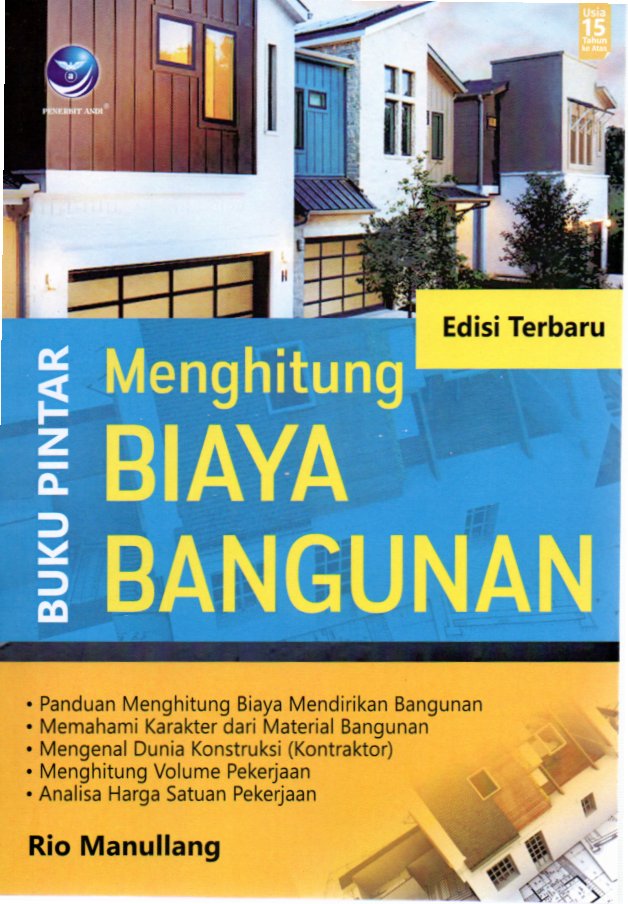 Usia
15
Tahun
ke Atas
a
PENERBIT ANDI®
Edisi Terbaru
BUKU PINTAR
Menghitung
BIAYA
BANGUNAN
• Panduan Menghitung Biaya Mendirikan Bangunan
• Memahami Karakter dari Material Bangunan
• Mengenal Dunia Konstruksi (Kontraktor)
• Menghitung Volume Pekerjaan
• Analisa Harga Satuan Pekerjaan
Rio Manullang